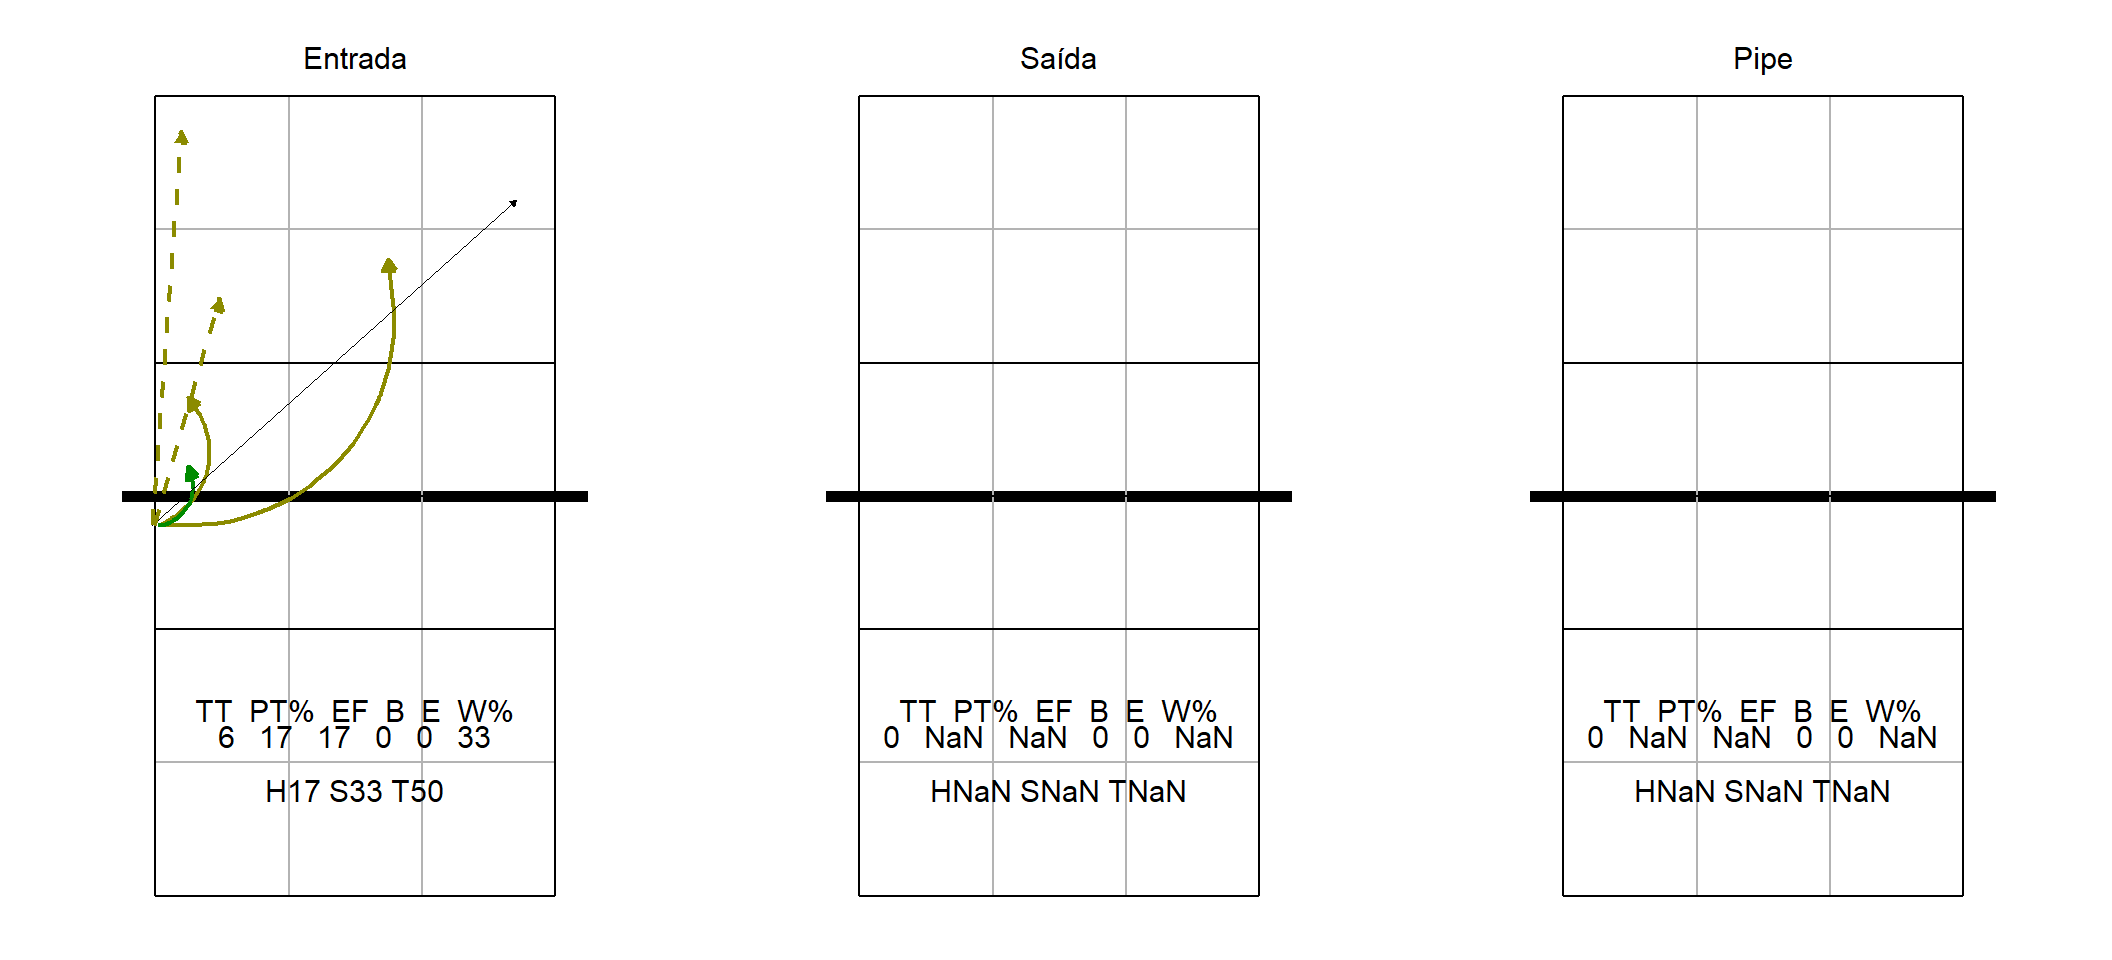 Entrada
TT PT% EF B E W%
6 17 17 0 0 33
H17 S33 T50
Saída
TT PT% EF B E W%
0 NaN NaN 0 0 NaN
HNaN SNaN TNaN
Pipe
TT PT% EF B E W%
0 NaN NaN 0 0 NaN
HNaN SNaN TNaN